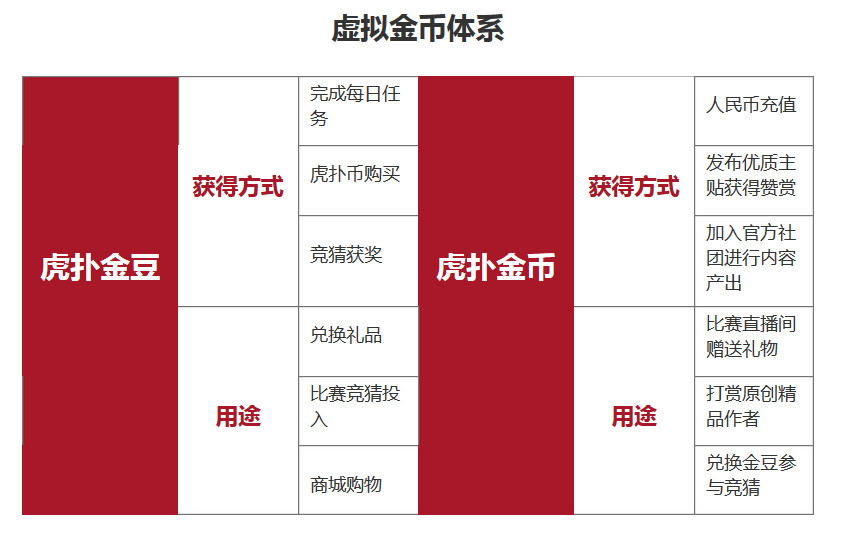 虚拟金币体系
虎扑金豆
获得方式
完成每日任
务
虎扑币购买
竞猜获奖
用途
兑换礼品
比赛竞猜投
入
商城购物
虎扑金币
获得方式
人民币充值
发布优质主
贴获得赞赏
加入官方社
团进行内容
产出
用途
比赛直播间
赠送礼物
打赏原创精
品作者
兑换金豆参
与竞猜